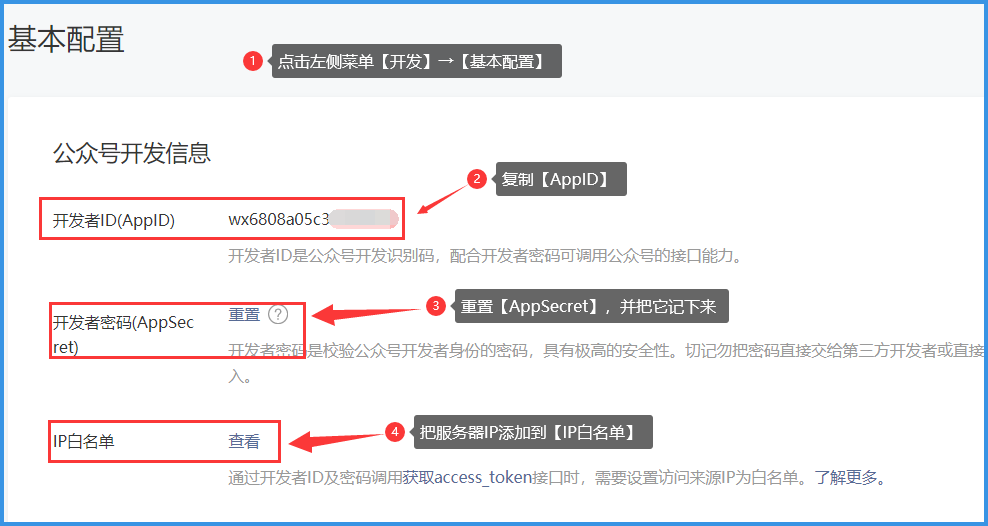 基本配置
1 点击左侧菜单【开发】→【基本配置】
公众号开发信息
2 复制【AppID】
开发者ID(AppID) wx6808a05c3
开发者ID是公众号开发识别码，配合开发者密码可调用公众号的接口能力。
3 重置【AppSecret】，并把它记下来
开发者密码(AppSec
ret)
重置 ?
开发者密码是校验公众号开发者身份的密码，具有极高的安全性。切记勿把密码直接交给第三方开发者或直接
入。
4 把服务器IP添加到【IP白名单】
IP白名单 查看
通过开发者ID及密码调用获取access_token接口时，需要设置访问来源IP为白名单。了解更多。